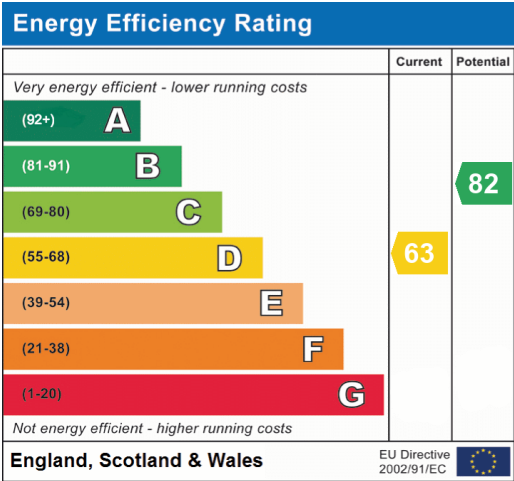 Energy Efficiency Rating
Current Potential
Very energy efficient - lower running costs
(92+) A
(81-91) B
82
(69-80) C
(55-68) D
63
(39-54) E
(21-38) F
(1-20) G
Not energy efficient - higher running costs
England, Scotland & Wales
EU Directive
2002/91/EC